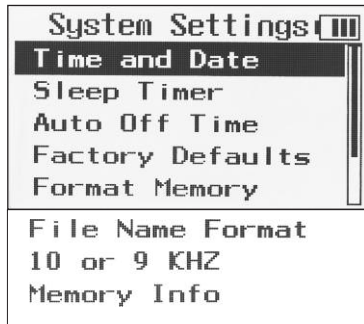 System Settings
Time and Date
Sleep Timer
Auto Off Time
Factory Defaults
Format Memory
File Name Format
10 or 9 KHZ
Memory Info